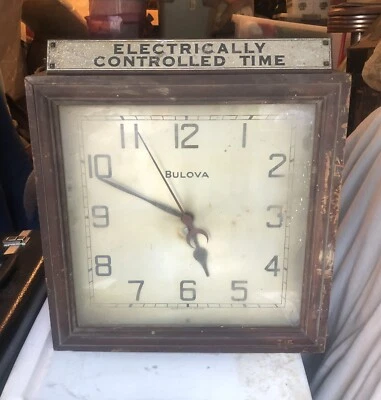 ELECTRICALLY
CONTROLLED TIME
11 12 1
10 2
BULOVA
9 3
8 4
7 6 5